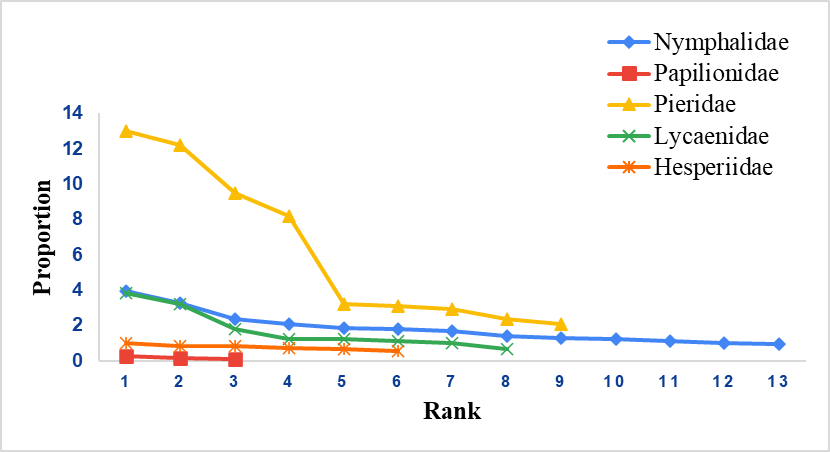 Nymphalidae
Papilionidae
Pieridae
Lycaenidae
Hesperiidae
14
12
10
8
6
4
2
0
Proportion
1 2 3 4 5 6 7 8 9 10 11 12 13
Rank